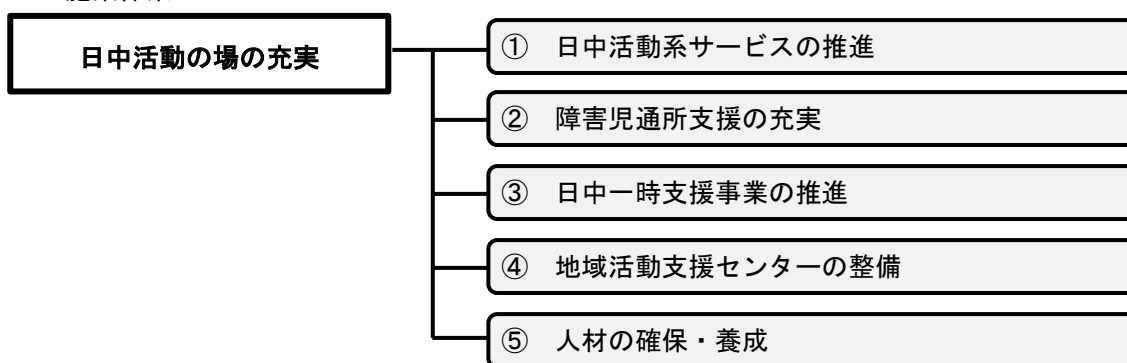 日中活動の場の充実
① 日中活動系サービスの推進
② 障害児通所支援の充実
③ 日中一時支援事業の推進
④ 地域活動支援センターの整備
⑤ 人材の確保・養成